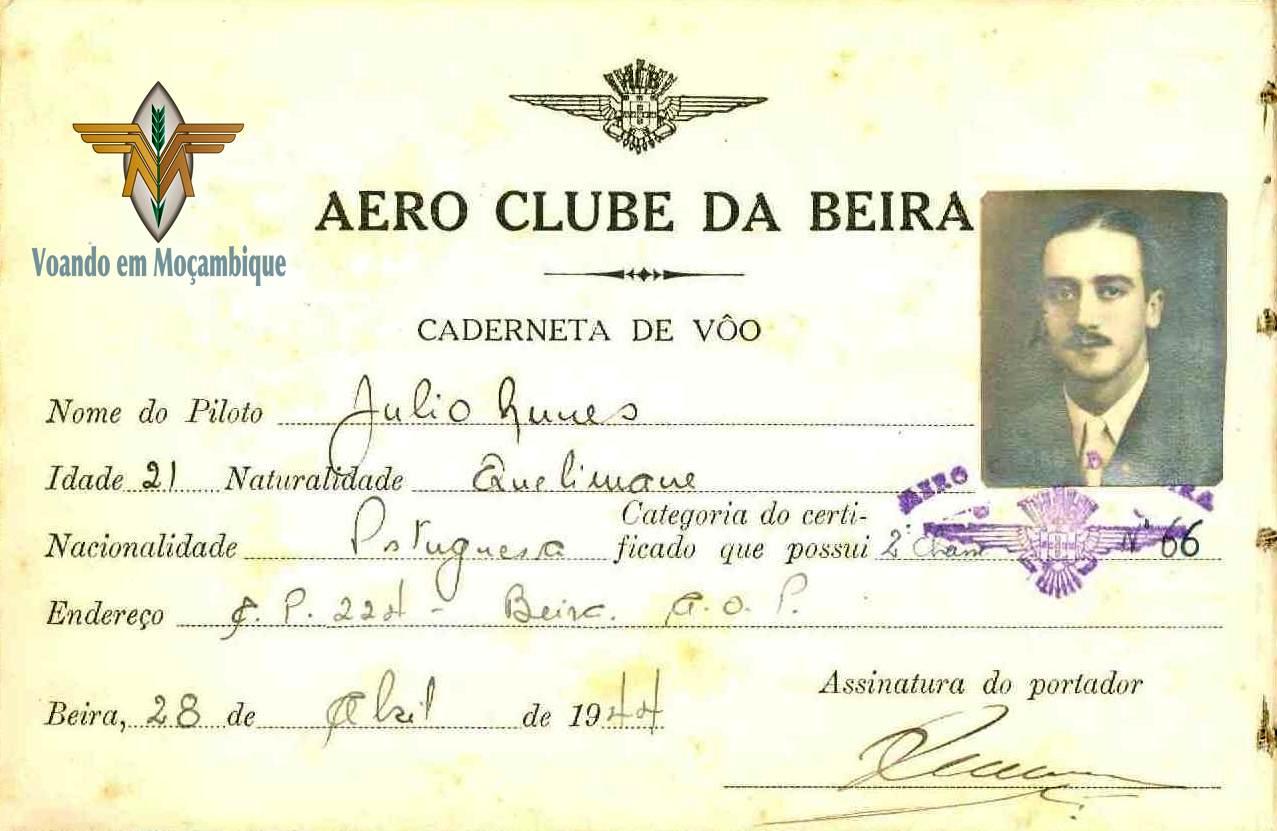 Voando em Moçambique
AERO CLUBE DA BEIRA
CADERNETA DE VÔO
Nome do Piloto Julio Nunes
Idade 21 Naturalidade Quelimane
Nacionalidade Portuguesa Categoria do certi-
ficado que possui 2ª Nº 66
AERO BEIRA
Endereço C. P. 224 - Beira. A. O. P.
Beira, 28 de Abril de 1944
Assinatura do portador